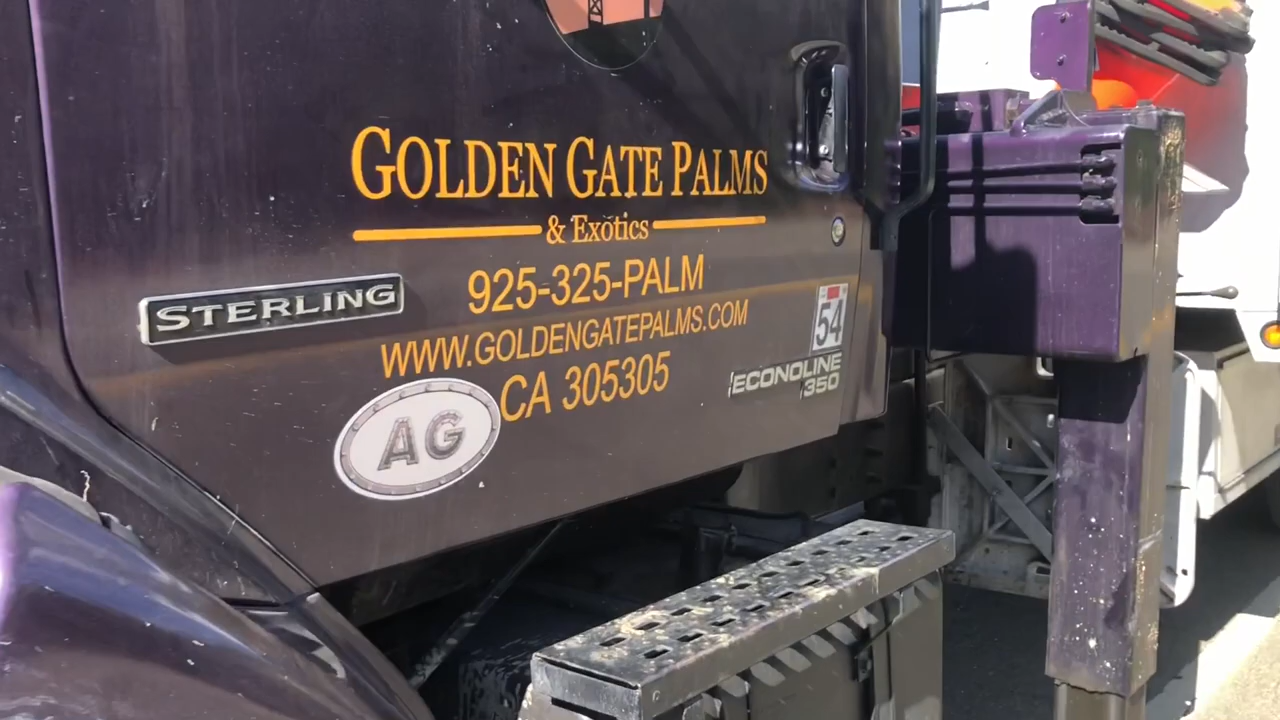 GOLDEN GATE PALMS
& Exotics
925-325-PALM
STERLING
WWW.GOLDENGATEPALMS.COM
54
CA 305305
ECONOLINE
350
AG